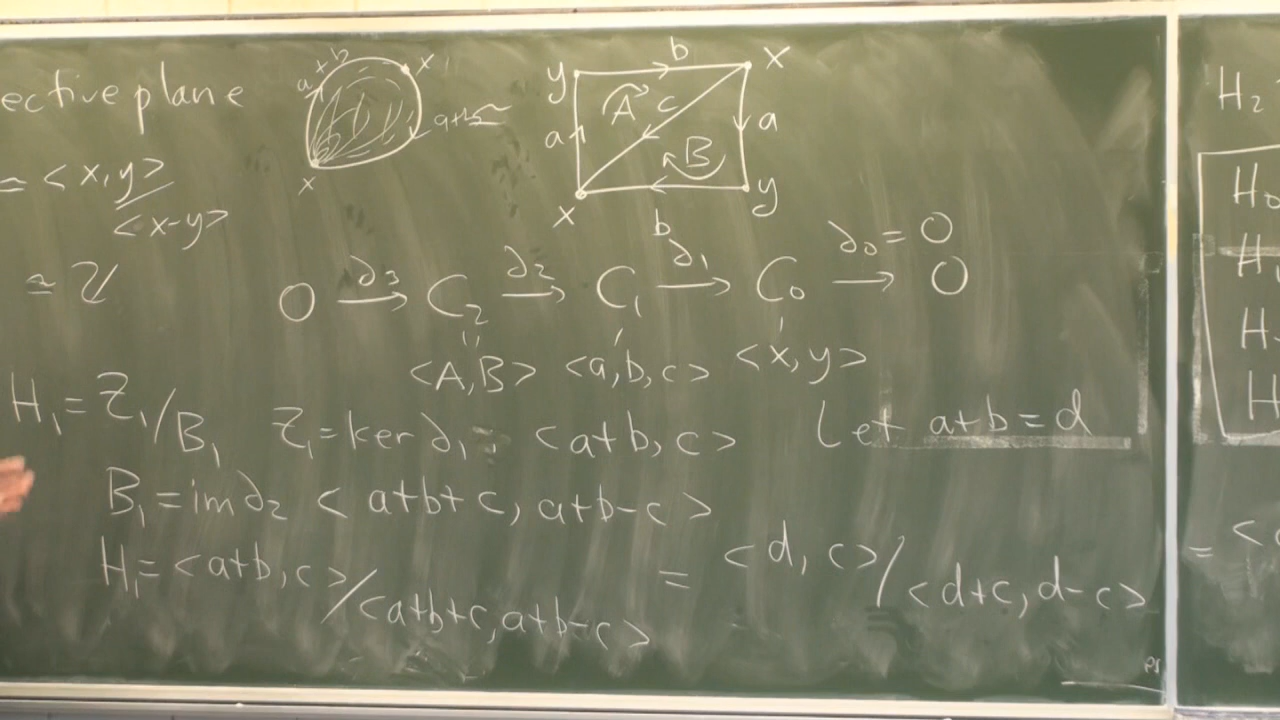 ective plane
≈ <x,y>
<x-y>
≈ Z
a + b
x
a+b
x
y b x
a A c a
B
x b y
0 →∂₃ C₂ →∂₂ C₁ →∂₁ C₀ →∂₀=0 0
<A,B> <a,b,c> <x,y>
H₁ = Z₁/B₁ Z₁ = ker ∂₁ = <a+b, c> Let a+b = d
B₁ = im ∂₂ <a+b+c, a+b-c>
H₁ = <a+b, c>/<a+b+c, a+b-c> = <d, c>/<d+c, d-c>
H₂
H₀
H
H
H
= <